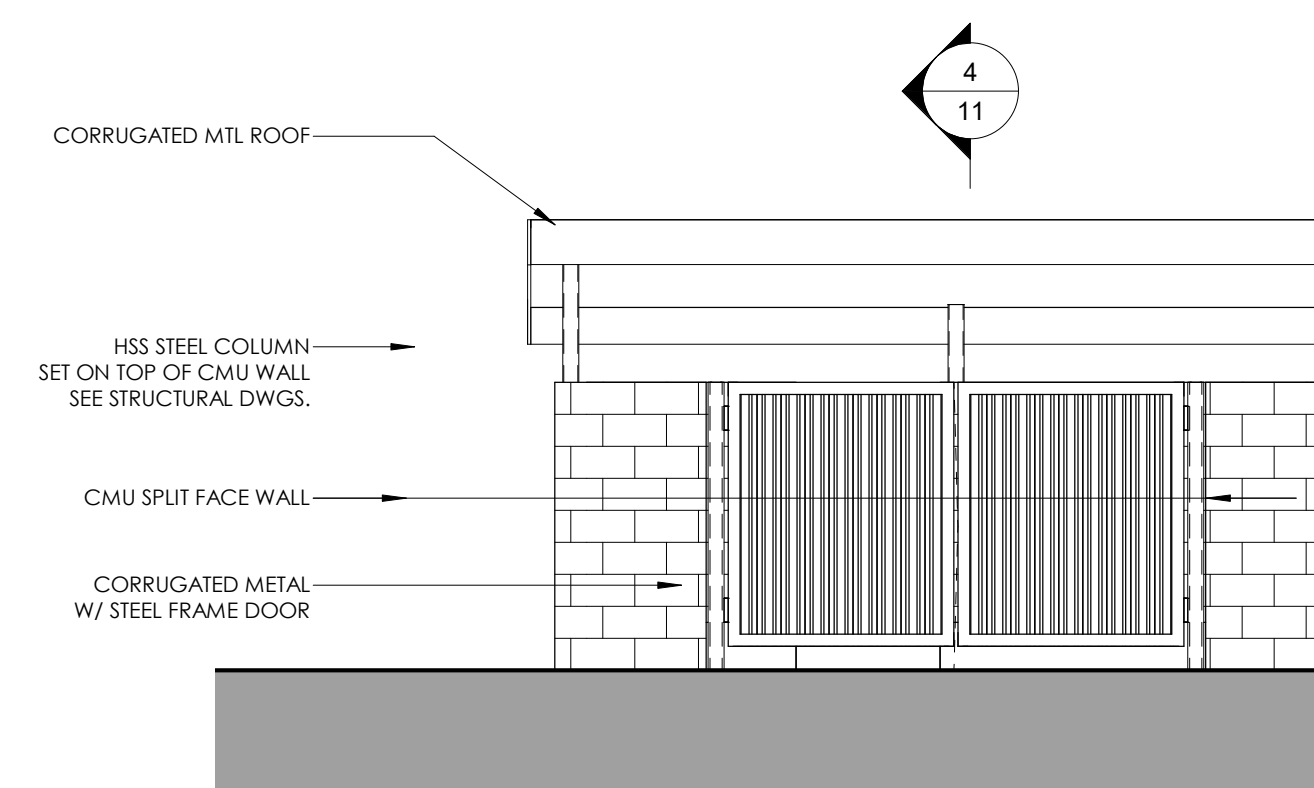 4
11
CORRUGATED MTL ROOF
HSS STEEL COLUMN
SET ON TOP OF CMU WALL
SEE STRUCTURAL DWGS.
CMU SPLIT FACE WALL
CORRUGATED METAL
W/ STEEL FRAME DOOR